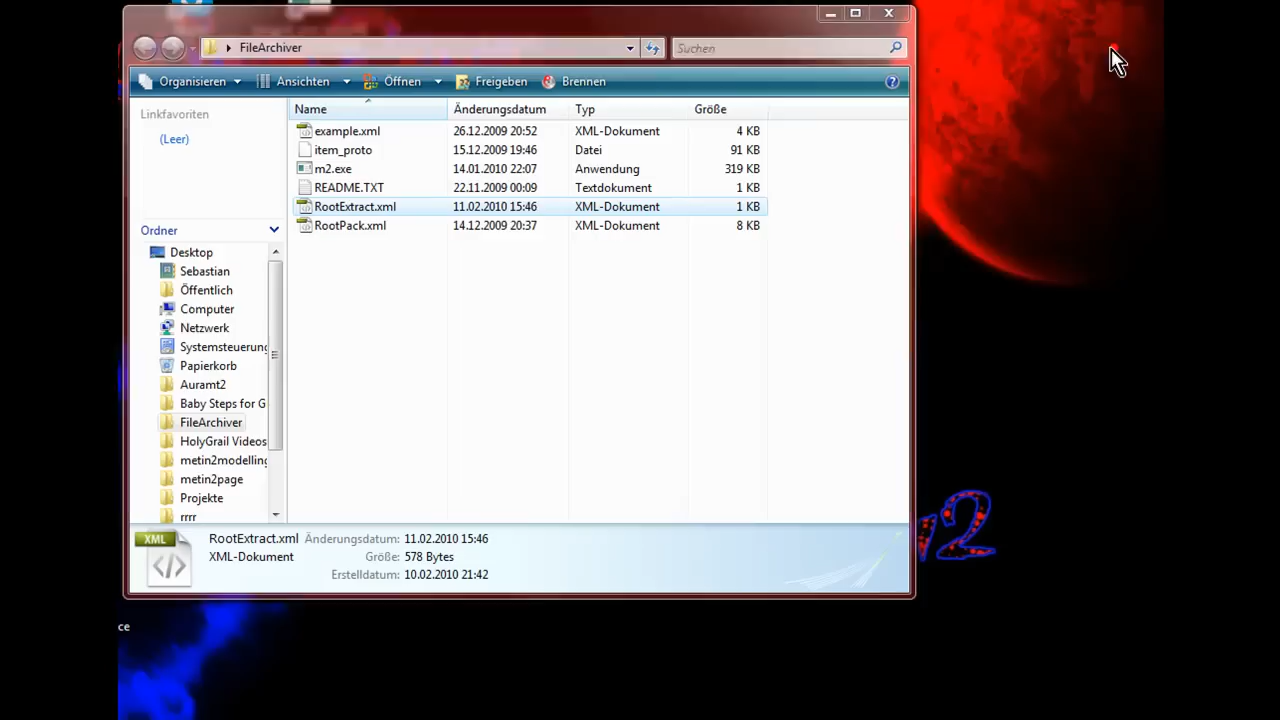 FileArchiver
Suchen
Organisieren Ansichten Öffnen Freigeben Brennen
Linkfavoriten
(Leer)
Ordner
Desktop
Sebastian
Öffentlich
Computer
Netzwerk
Systemsteuerung
Papierkorb
Auramt2
Baby Steps for G
FileArchiver
HolyGrail Videos
metin2modelling
metin2page
Projekte
rrrr
Name Änderungsdatum Typ Größe
example.xml 26.12.2009 20:52 XML-Dokument 4 KB
item_proto 15.12.2009 19:46 Datei 91 KB
m2.exe 14.01.2010 22:07 Anwendung 319 KB
README.TXT 22.11.2009 00:09 Textdokument 1 KB
RootExtract.xml 11.02.2010 15:46 XML-Dokument 1 KB
RootPack.xml 14.12.2009 20:37 XML-Dokument 8 KB
XML
RootExtract.xml Änderungsdatum: 11.02.2010 15:46
XML-Dokument Größe: 578 Bytes
Erstelldatum: 10.02.2010 21:42
ce